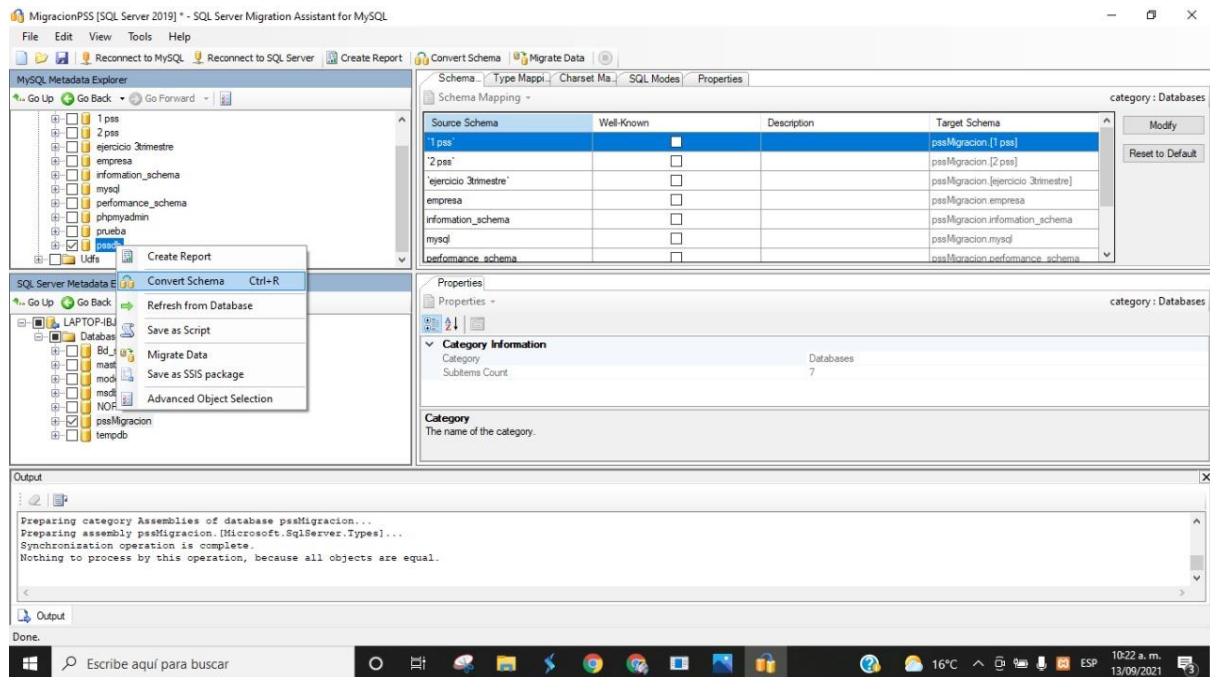 MigracionPSS [SQL Server 2019] * - SQL Server Migration Assistant for MySQL
File Edit View Tools Help
Reconnect to MySQL Reconnect to SQL Server Create Report Convert Schema Migrate Data
MySQL Metadata Explorer
Go Up Go Back Go Forward
1 pss
2 pss
ejercicio 3trimestre
empresa
information_schema
mysql
performance_schema
phpmyadmin
prueba
Udfs
Create Report
Convert Schema Ctrl+R
Refresh from Database
Save as Script
Migrate Data
Save as SSIS package
Advanced Object Selection
SQL Server Metadata E
Go Up Go Back
LAPTOP-IBJ
Databas
Bd_
mast
mode
msdb
NOR
pssMigracion
tempdb
Schema... Type Mappi... Charset Ma... SQL Modes Properties
Schema Mapping category : Databases
Source Schema Well-Known Description Target Schema
`1 pss` pssMigracion.[1 pss]
`2 pss` pssMigracion.[2 pss]
`ejercicio 3trimestre` pssMigracion.[ejercicio 3trimestre]
empresa pssMigracion.empresa
information_schema pssMigracion.information_schema
mysql pssMigracion.mysql
performance_schema pssMigracion.performance_schema
Modify
Reset to Default
Properties
Properties category : Databases
Category Information
Category Databases
Subitems Count 7
Category
The name of the category.
Output
Preparing category Assemblies of database pssMigracion...
Preparing assembly pssMigracion.[Microsoft.SqlServer.Types]...
Synchronization operation is complete.
Nothing to process by this operation, because all objects are equal.
Output
Done.
Escribe aquí para buscar
16°C
ESP
10:22 a. m.
13/09/2021
3